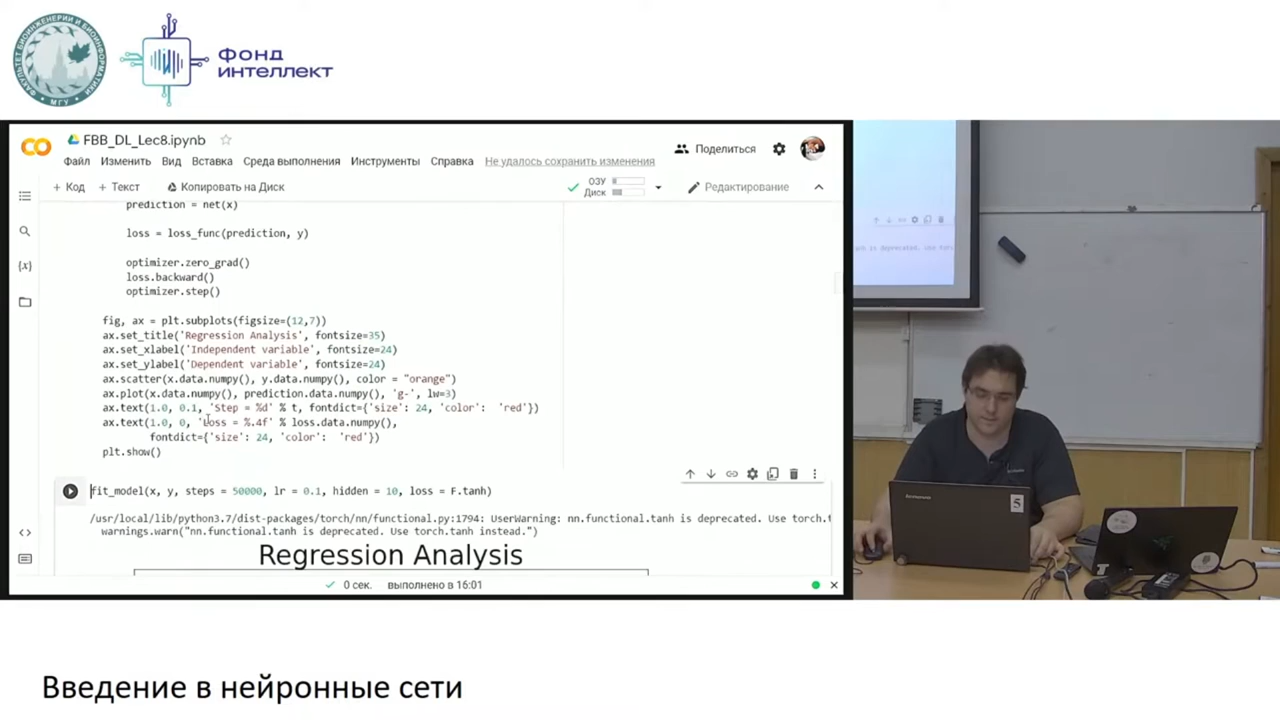 ФАКУЛЬТЕТ БИОИНЖЕНЕРИИ И БИОИНФОРМАТИКИ
МГУ
Фонд
интеллект
FBB_DL_Lec8.ipynb
Файл Изменить Вид Вставка Среда выполнения Инструменты Справка Не удалось сохранить изменения
Поделиться
+ Код + Текст Копировать на Диск
ОЗУ
Диск
Редактирование
prediction = net(x)
loss = loss_func(prediction, y)
optimizer.zero_grad()
loss.backward()
optimizer.step()
fig, ax = plt.subplots(figsize=(12,7))
ax.set_title('Regression Analysis', fontsize=35)
ax.set_xlabel('Independent variable', fontsize=24)
ax.set_ylabel('Dependent variable', fontsize=24)
ax.scatter(x.data.numpy(), y.data.numpy(), color = "orange")
ax.plot(x.data.numpy(), prediction.data.numpy(), 'g-', lw=3)
ax.text(1.0, 0.1, 'Step = %d' % t, fontdict={'size': 24, 'color': 'red'})
ax.text(1.0, 0, 'Loss = %.4f' % loss.data.numpy(),
fontdict={'size': 24, 'color': 'red'})
plt.show()
fit_model(x, y, steps = 50000, lr = 0.1, hidden = 10, loss = F.tanh)
/usr/local/lib/python3.7/dist-packages/torch/nn/functional.py:1794: UserWarning: nn.functional.tanh is deprecated. Use torch.t
warnings.warn("nn.functional.tanh is deprecated. Use torch.tanh instead.")
Regression Analysis
0 сек. выполнено в 16:01
lenovo
5
Введение в нейронные сети